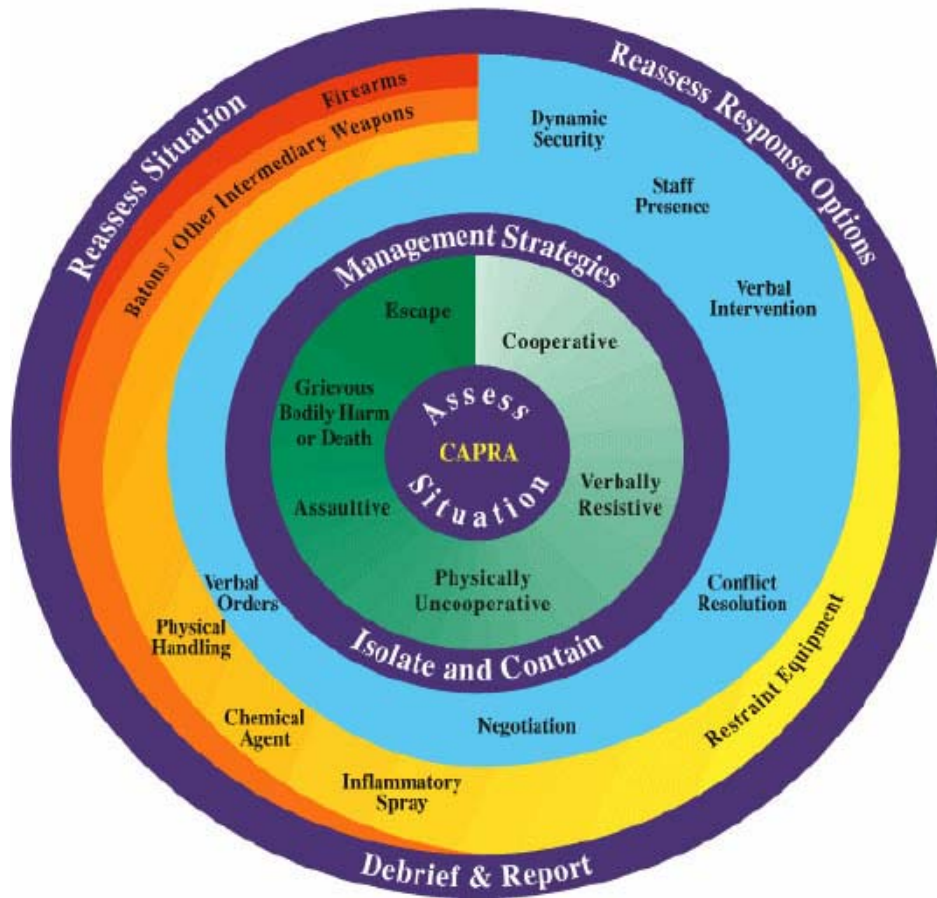 Reassess Situation
Reassess Response Options
Firearms
Batons / Other Intermediary Weapons
Dynamic
Security
Staff
Presence
Verbal
Intervention
Conflict
Resolution
Restraint Equipment
Negotiation
Inflammatory
Spray
Chemical
Agent
Physical
Handling
Verbal
Orders
Management Strategies
Escape
Cooperative
Grievous
Bodily Harm
or Death
Assess
CAPRA
Situation
Verbally
Resistive
Assaultive
Physically
Uncooperative
Isolate and Contain
Debrief & Report